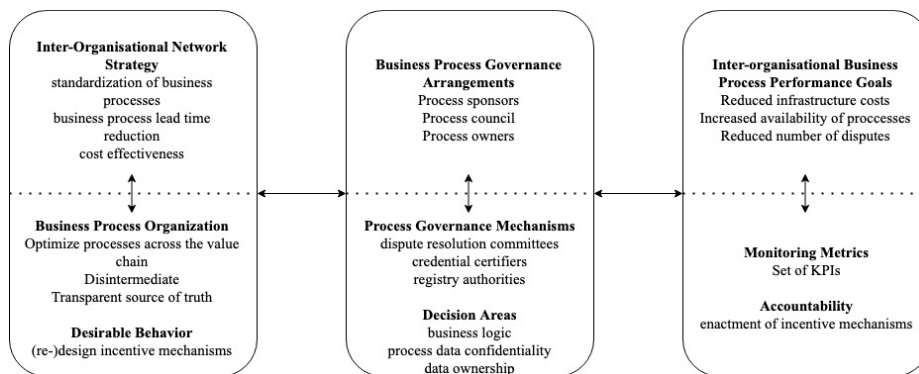 Inter-Organisational Network
Strategy
standardization of business
processes
business process lead time
reduction
cost effectiveness
Business Process Organization
Optimize processes across the value
chain
Disintermediate
Transparent source of truth
Desirable Behavior
(re-)design incentive mechanisms
Business Process Governance
Arrangements
Process sponsors
Process council
Process owners
Process Governance Mechanisms
dispute resolution committees
credential certifiers
registry authorities
Decision Areas
business logic
process data confidentiality
data ownership
Inter-organisational Business
Process Performance Goals
Reduced infrastructure costs
Increased availability of proccesses
Reduced number of disputes
Monitoring Metrics
Set of KPIs
Accountability
enactment of incentive mechanisms